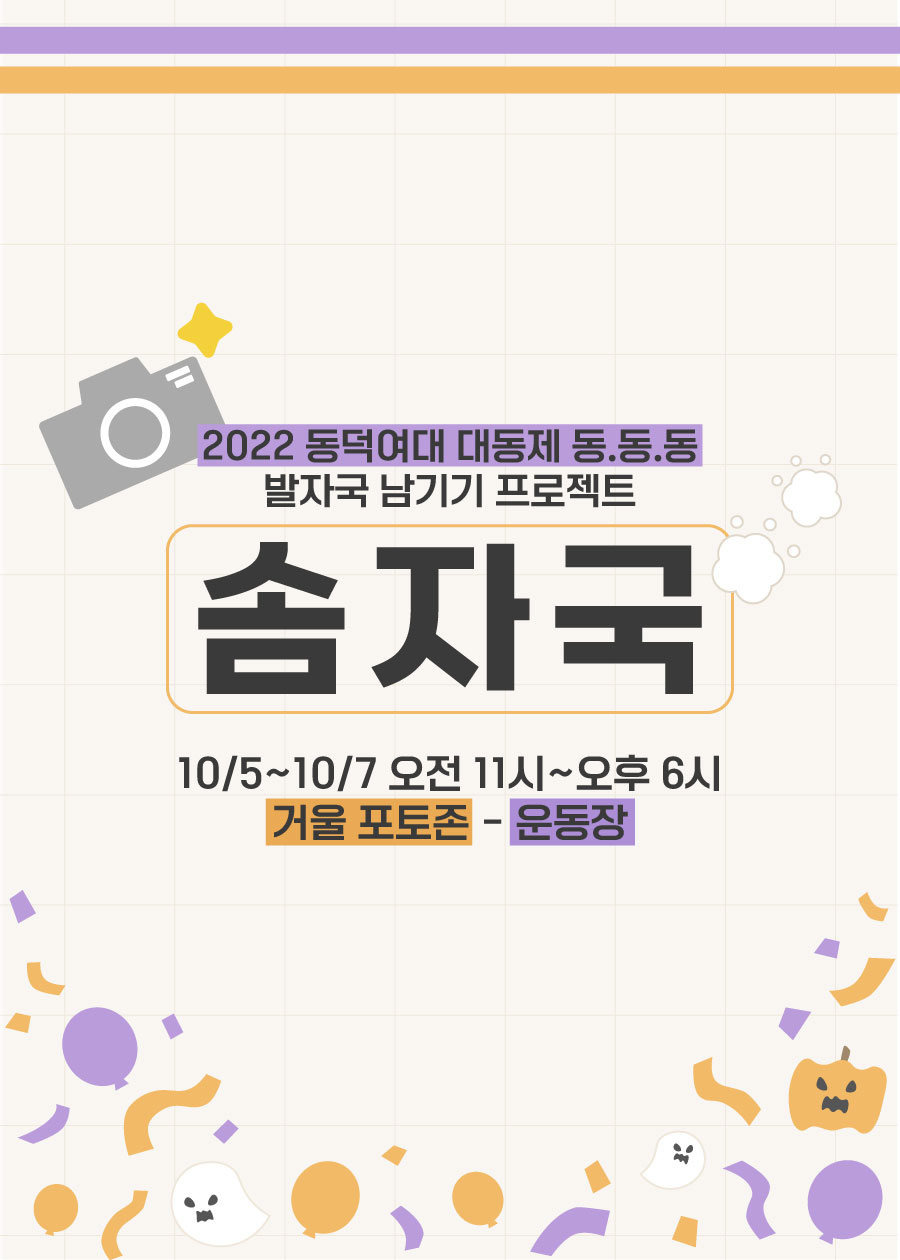 2022 동덕여대 대동제 동.동.동
발자국 남기기 프로젝트
솜자국
10/5~10/7 오전 11시~오후 6시
거울 포토존 - 운동장